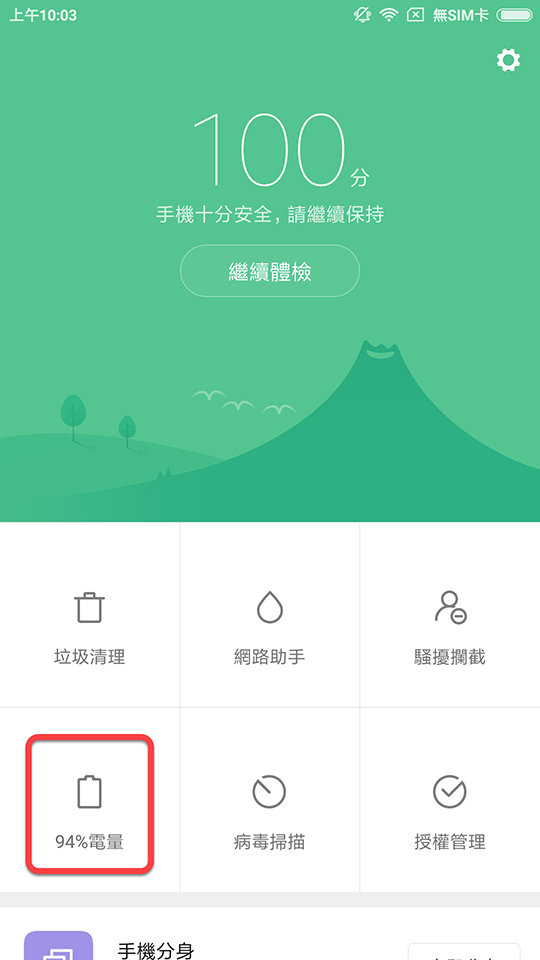 上午10:03
無SIM卡
100分
手機十分安全，請繼續保持
繼續體檢
垃圾清理
網路助手
騷擾攔截
94%電量
病毒掃描
授權管理
手機分身